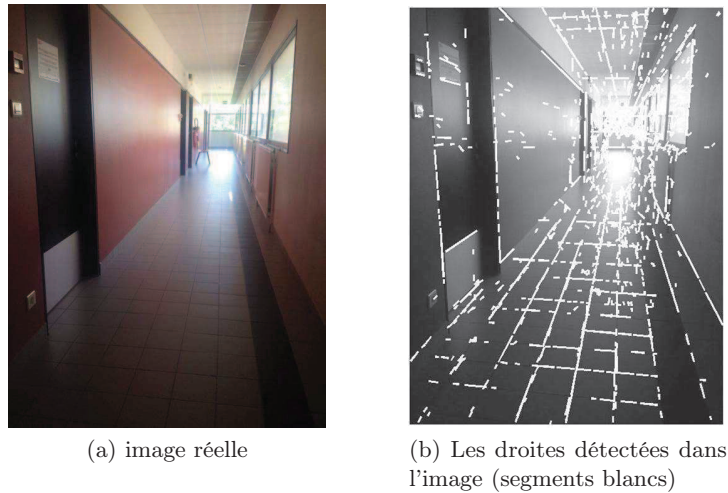 (a) image réelle
(b) Les droites détectées dans
l'image (segments blancs)